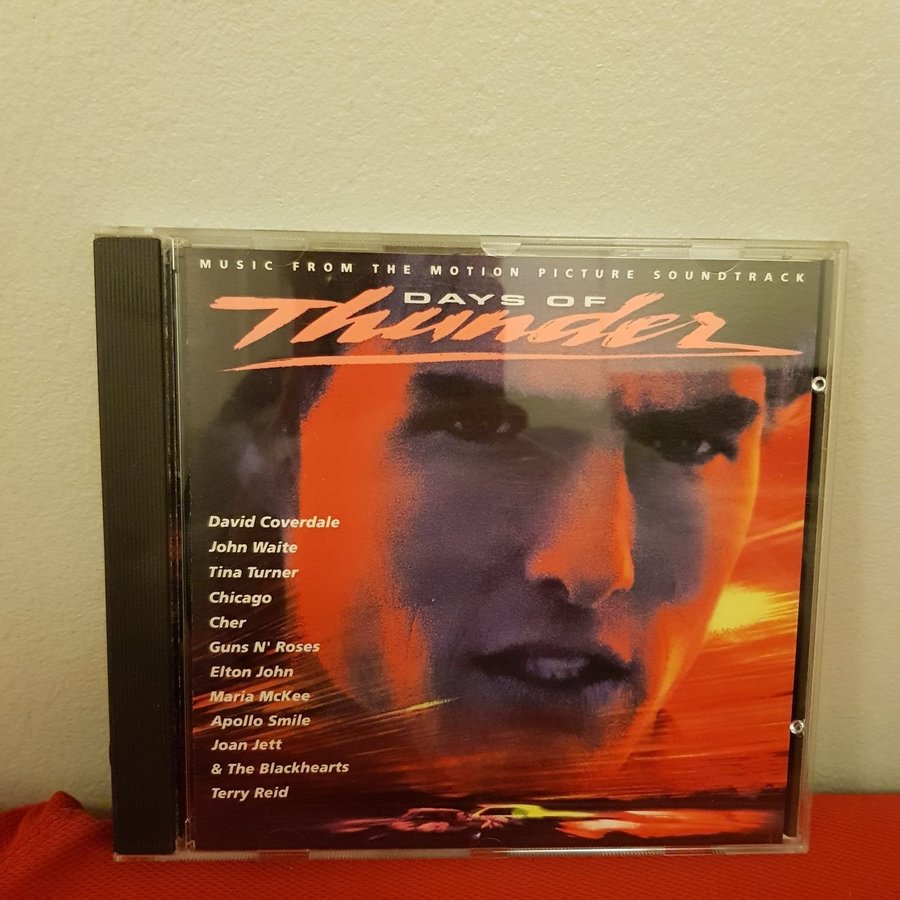 MUSIC FROM THE MOTION PICTURE SOUNDTRACK
DAYS OF
Thunder
David Coverdale
John Waite
Tina Turner
Chicago
Cher
Guns N' Roses
Elton John
Maria McKee
Apollo Smile
Joan Jett
& The Blackhearts
Terry Reid